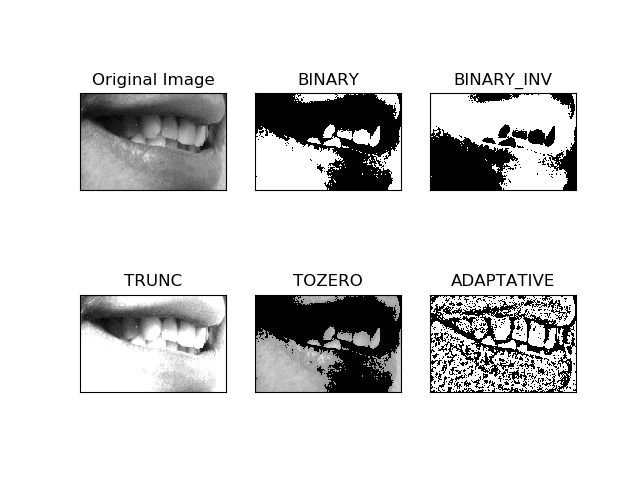 Original Image
BINARY
BINARY_INV
TRUNC
TOZERO
ADAPTATIVE